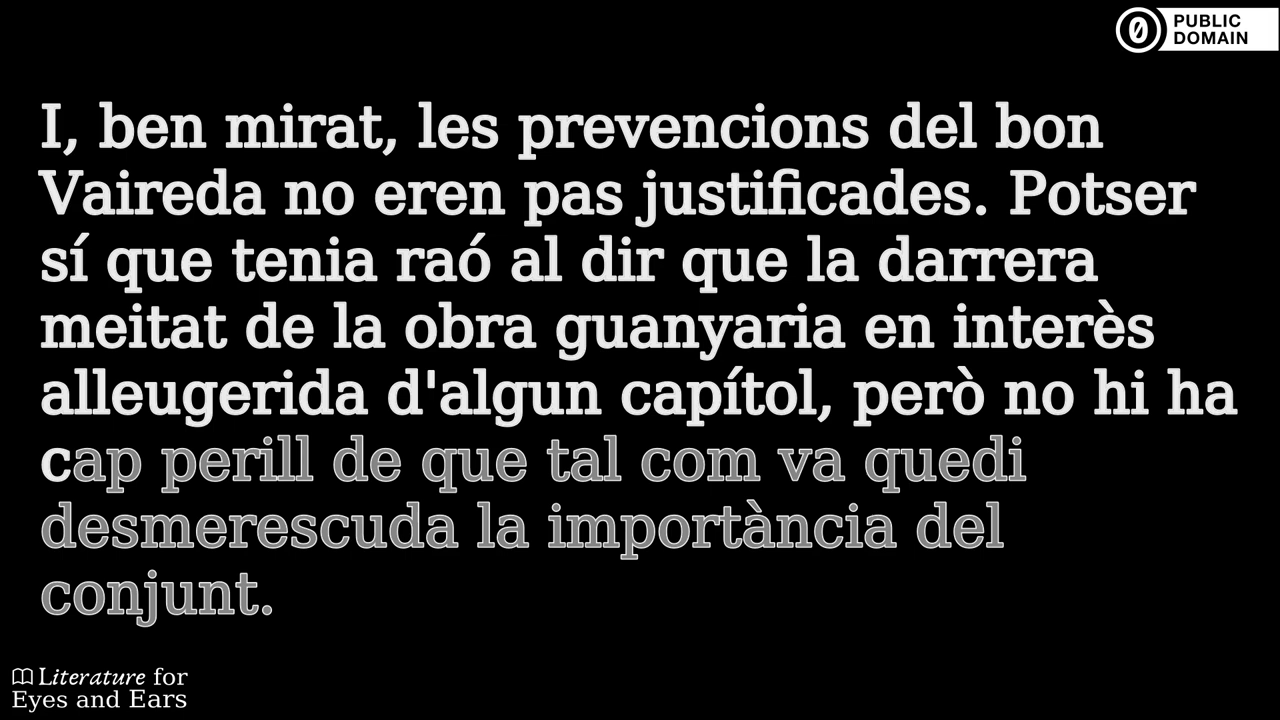 PUBLIC
DOMAIN
I, ben mirat, les prevencions del bon
Vaireda no eren pas justificades. Potser
sí que tenia raó al dir que la darrera
meitat de la obra guanyaria en interès
alleugerida d'algun capítol, però no hi ha
cap perill de que tal com va quedi
desmerescuda la importància del
conjunt.
Literature for
Eyes and Ears